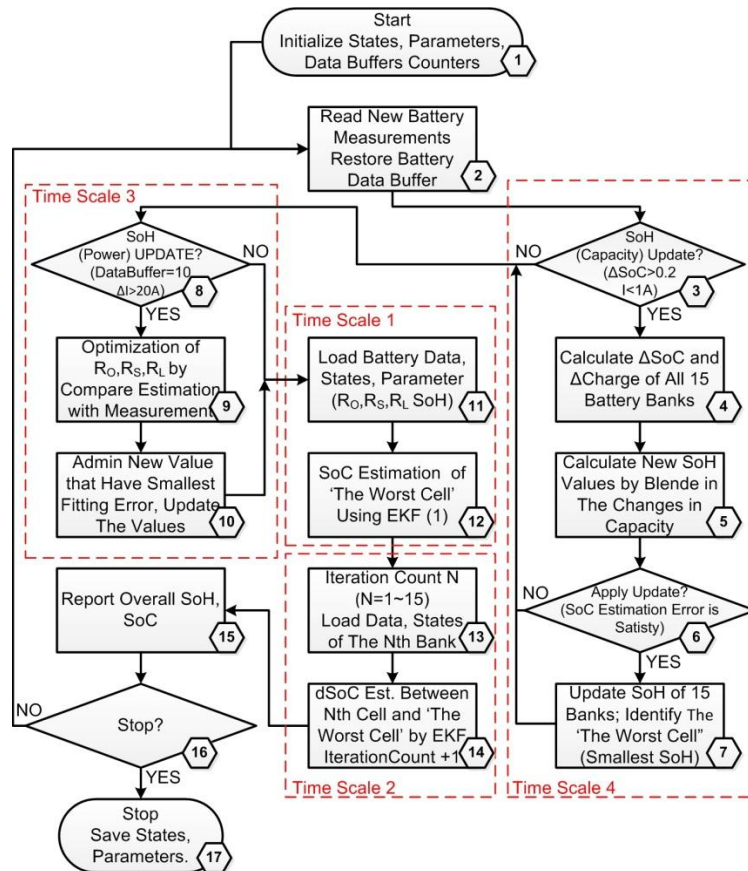 Start
Initialize States, Parameters,
Data Buffers Counters
1
Read New Battery
Measurements
Restore Battery
Data Buffer
2
Time Scale 3
SoH
(Power) UPDATE?
(DataBuffer=10
ΔI>20A)
8
NO
YES
Optimization of
RO,RS,RL by
Compare Estimation
with Measurement
9
Admin New Value
that Have Smallest
Fitting Error, Update
The Values
10
Time Scale 1
Load Battery Data,
States, Parameter
(RO,RS,RL SoH)
11
SoC Estimation of
'The Worst Cell'
Using EKF (1)
12
NO
SoH
(Capacity) Update?
(ΔSoC>0.2
I<1A)
3
YES
Calculate ΔSoC and
ΔCharge of All 15
Battery Banks
4
Calculate New SoH
Values by Blende in
The Changes in
Capacity
5
NO
Apply Update?
(SoC Estimation Error is
Satisty)
6
YES
Update SoH of 15
Banks; Identify The
'The Worst Cell"
(Smallest SoH)
7
Time Scale 4
Iteration Count N
(N=1~15)
Load Data, States
of The Nth Bank
13
dSoC Est. Between
Nth Cell and 'The
Worst Cell' by EKF
IterationCount +1
14
Time Scale 2
Report Overall SoH,
SoC
15
NO
Stop?
16
YES
Stop
Save States,
Parameters.
17